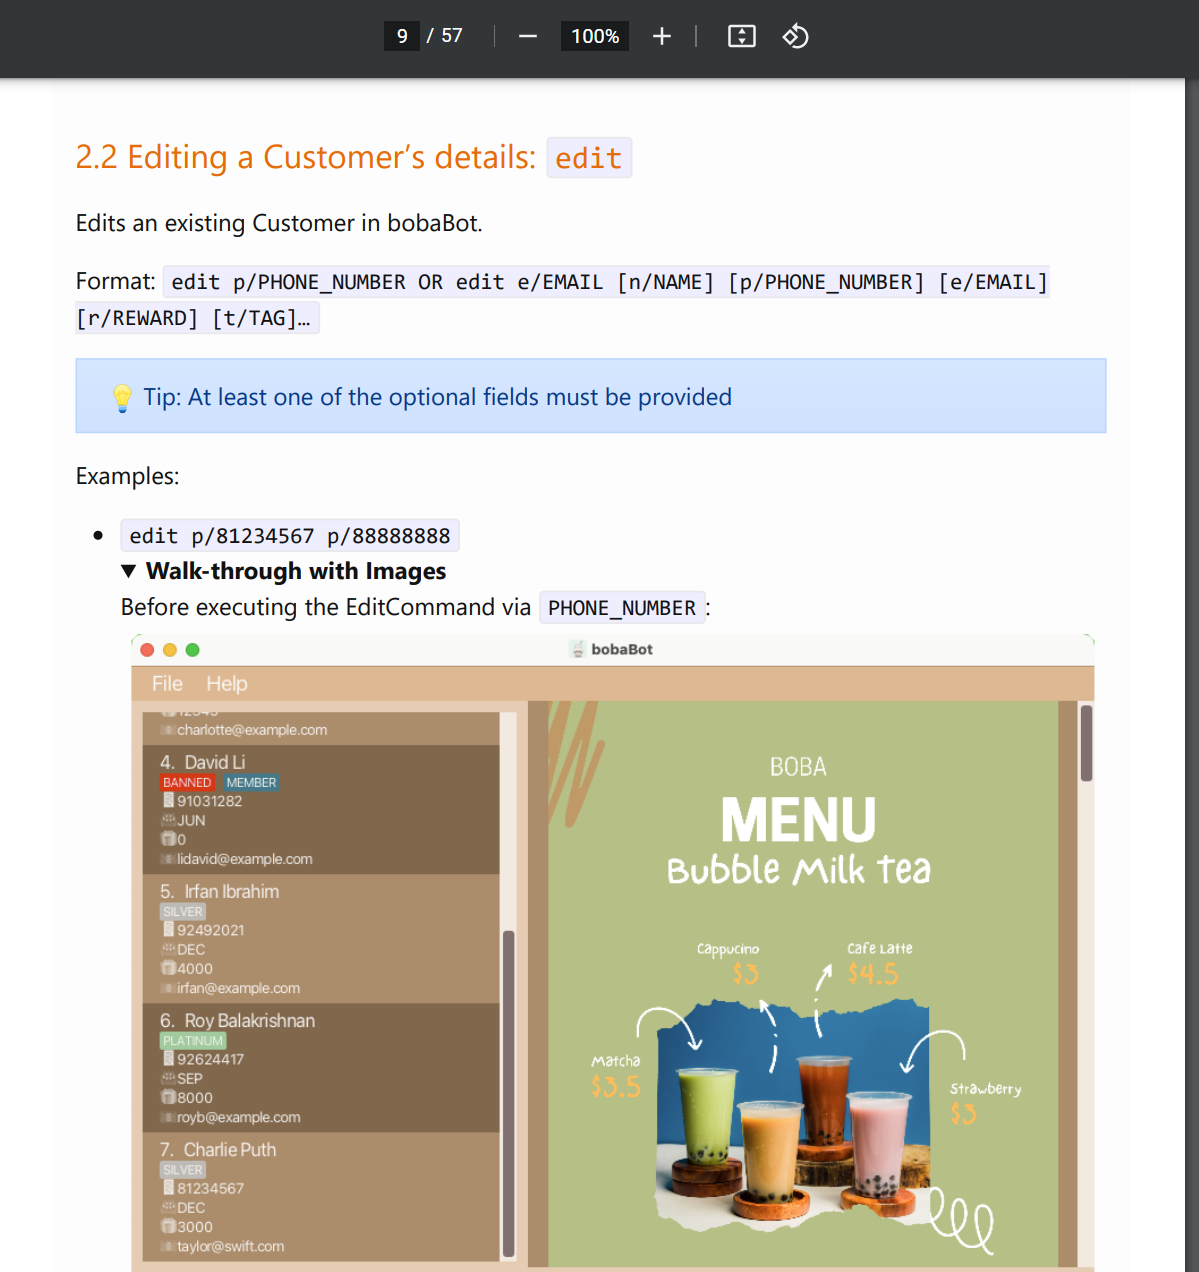 9 / 57 − 100% +
2.2 Editing a Customer’s details: edit
Edits an existing Customer in bobaBot.
Format: edit p/PHONE_NUMBER OR edit e/EMAIL [n/NAME] [p/PHONE_NUMBER] [e/EMAIL]
[r/REWARD] [t/TAG]…
💡 Tip: At least one of the optional fields must be provided
Examples:
• edit p/81234567 p/88888888
▼ Walk-through with Images
Before executing the EditCommand via PHONE_NUMBER :
bobaBot
File Help
12345
charlotte@example.com
4. David Li
BANNED MEMBER
91031282
JUN
0
lidavid@example.com
5. Irfan Ibrahim
SILVER
92492021
DEC
4000
irfan@example.com
6. Roy Balakrishnan
PLATINUM
92624417
SEP
8000
royb@example.com
7. Charlie Puth
SILVER
81234567
DEC
3000
taylor@swift.com
BOBA
MENU
Bubble Milk Tea
Cappucino
$3
Cafe Latte
$4.5
Matcha
$3.5
Strawberry
$3